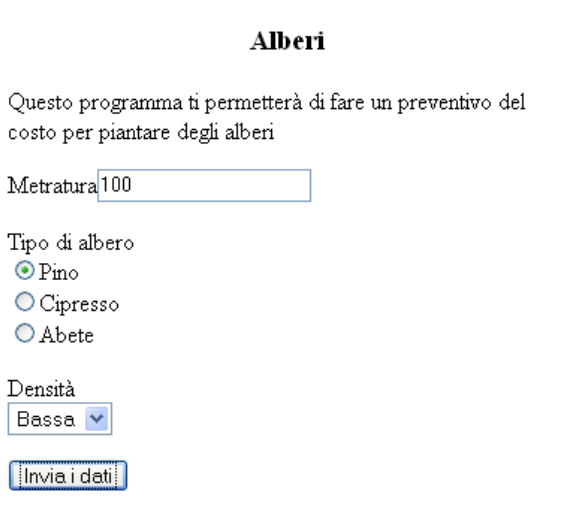 Alberi
Questo programma ti permetterà di fare un preventivo del
costo per piantare degli alberi
Metratura 100
Tipo di albero
Pino
Cipresso
Abete
Densità
Bassa
Invia i dati